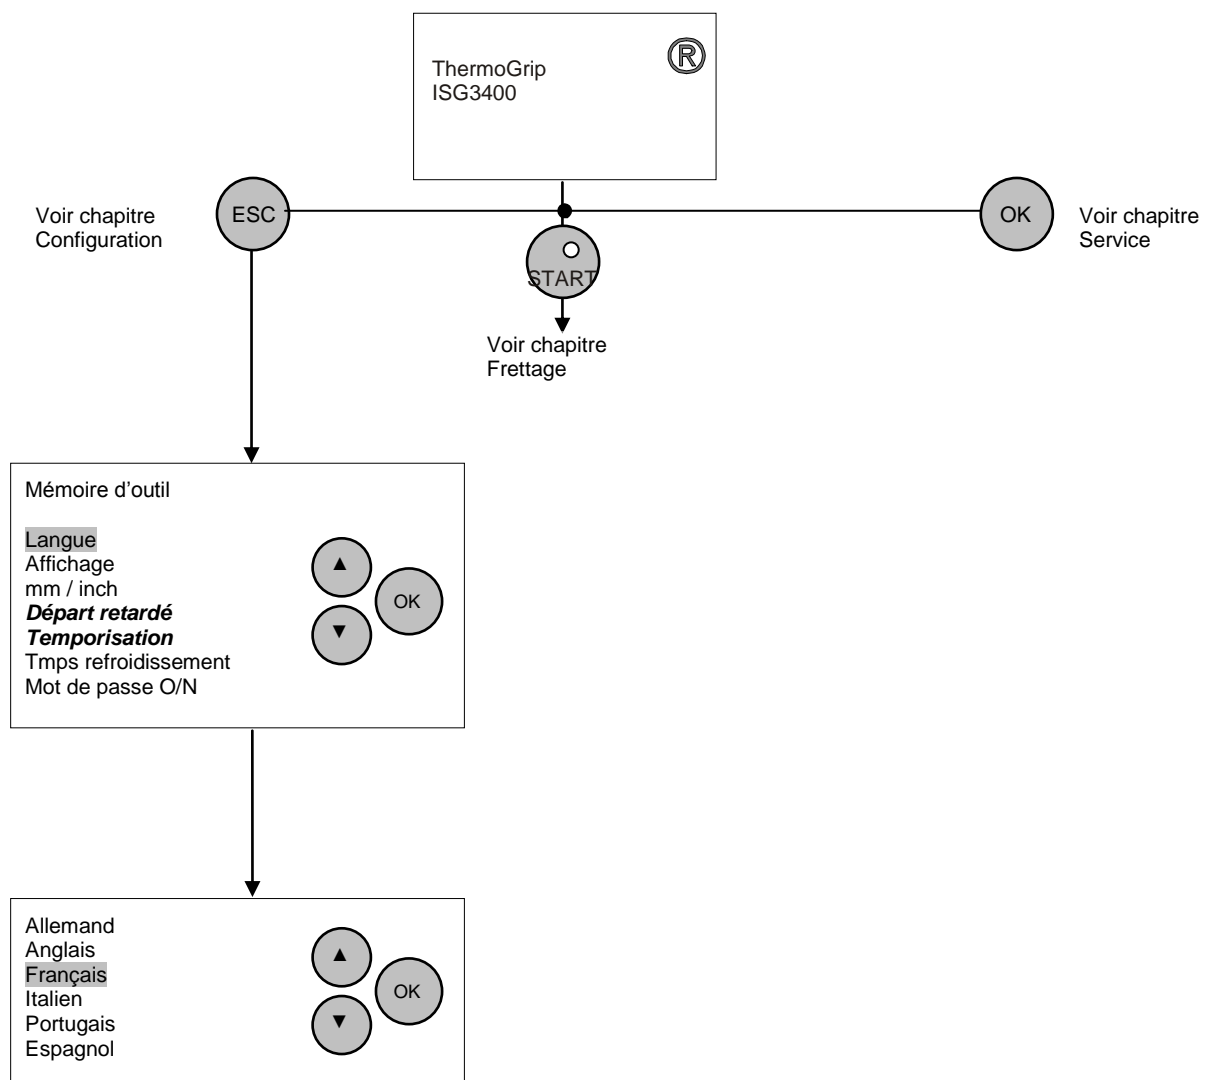 ThermoGrip
ISG3400
®
Voir chapitre
Configuration
ESC
START
OK
Voir chapitre
Service
Voir chapitre
Frettage
Mémoire d'outil
Langue
Affichage
mm / inch
Départ retardé
Temporisation
Tmps refroidissement
Mot de passe O/N
▲
OK
▼
Allemand
Anglais
Français
Italien
Portugais
Espagnol
▲
OK
▼